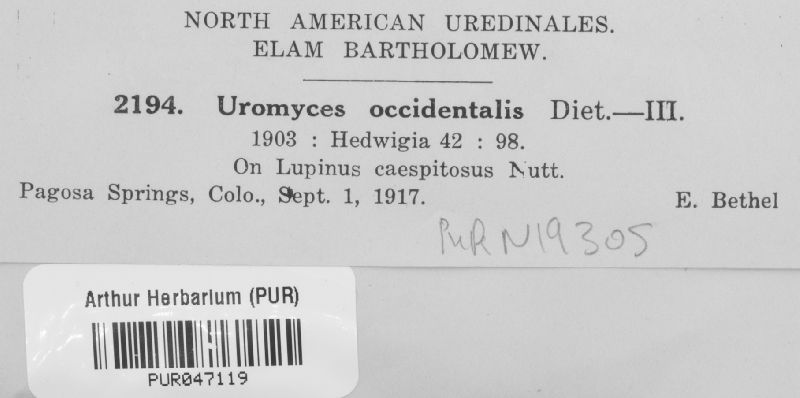 NORTH AMERICAN UREDINALES.
ELAM BARTHOLOMEW.
2194. Uromyces occidentalis Diet.—III.
1903 : Hedwigia 42 : 98.
On Lupinus caespitosus Nutt.
Pagosa Springs, Colo., Sept. 1, 1917. E. Bethel
PUR N19305
Arthur Herbarium (PUR)
PUR047119